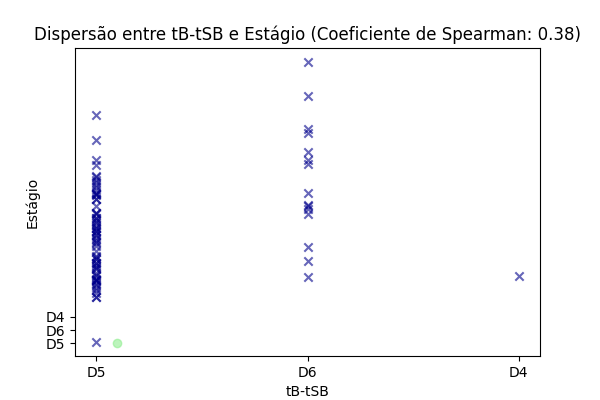 Dispersão entre tB-tSB e Estágio (Coeficiente de Spearman: 0.38)
Estágio
D4
D6
D5
D5 D6 D4
tB-tSB